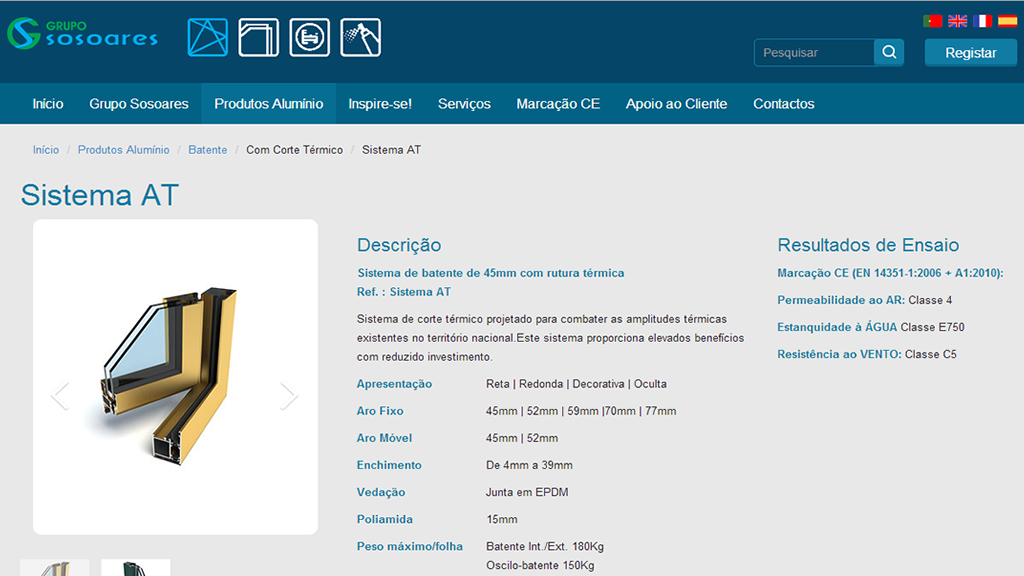 GRUPO
sosoares
Pesquisar
Registar
Início Grupo Sosoares Produtos Alumínio Inspire-se! Serviços Marcação CE Apoio ao Cliente Contactos
Início / Produtos Alumínio / Batente / Com Corte Térmico / Sistema AT
Sistema AT
Descrição
Sistema de batente de 45mm com rutura térmica
Ref. : Sistema AT
Sistema de corte térmico projetado para combater as amplitudes térmicas
existentes no território nacional.Este sistema proporciona elevados benefícios
com reduzido investimento.
Apresentação Reta | Redonda | Decorativa | Oculta
Aro Fixo 45mm | 52mm | 59mm |70mm | 77mm
Aro Móvel 45mm | 52mm
Enchimento De 4mm a 39mm
Vedação Junta em EPDM
Poliamida 15mm
Peso máximo/folha Batente Int./Ext. 180Kg
Oscilo-batente 150Kg
Resultados de Ensaio
Marcação CE (EN 14351-1:2006 + A1:2010):
Permeabilidade ao AR: Classe 4
Estanquidade à ÁGUA Classe E750
Resistência ao VENTO: Classe C5